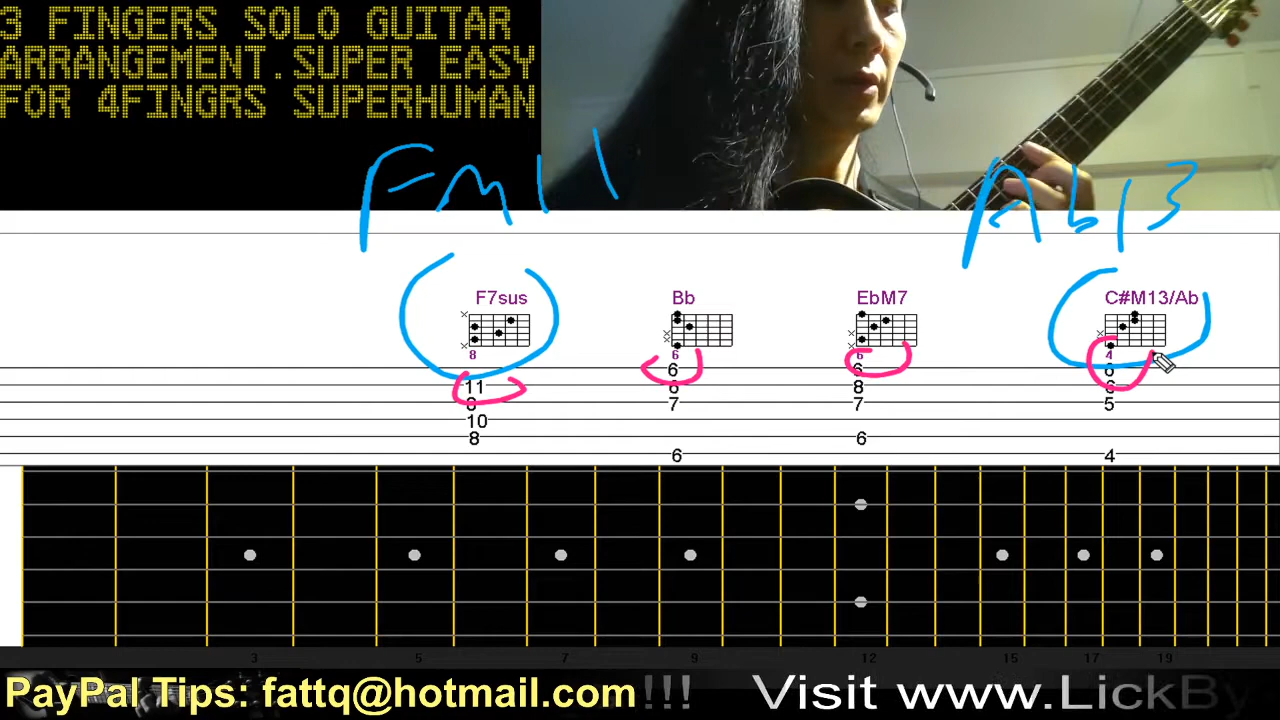 3 FINGERS SOLO GUITAR
ARRANGEMENT.SUPER EASY
FOR 4FINGRS SUPERHUMAN
Fm11
Ab13
F7sus Bb EbM7 C#M13/Ab
8 6 6 4
6 6 6
11 6 8 6
8 7 7 5
10
8 6
6 4
3 5 7 9 12 15 17 19
PayPal Tips: fattq@hotmail.com !!! Visit www.LickBy